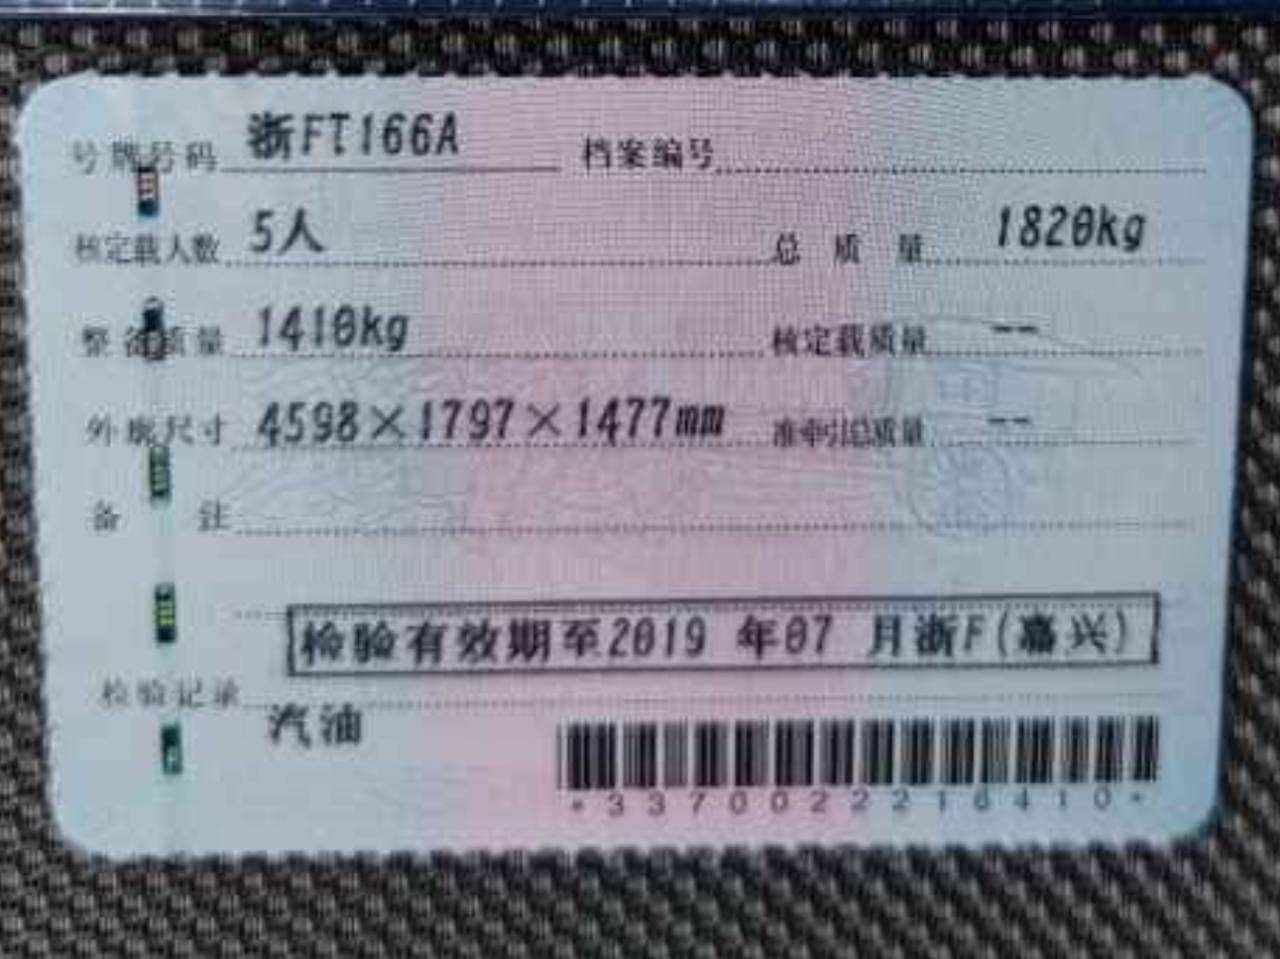 号牌号码 浙FT166A 档案编号
核定载人数 5人 总质量 1820kg
整备质量 1410kg 核定载质量 --
外廓尺寸 4598×1797×1477mm 准牵引总质量 --
备注
检验有效期至2019 年07 月浙F(嘉兴)
检验记录
汽油
*3370022216410*